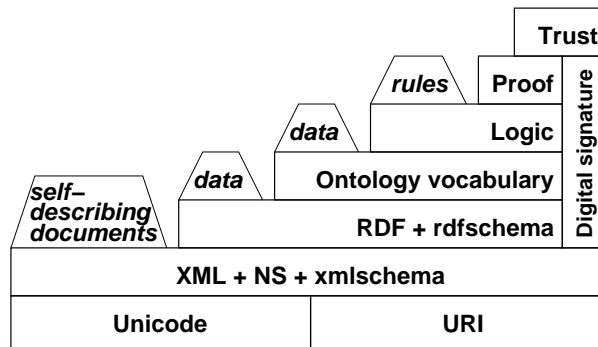 Trust
rules
Proof
data
Logic
data
Ontology vocabulary
self–
describing
documents
RDF + rdfschema
Digital signature
XML + NS + xmlschema
Unicode
URI